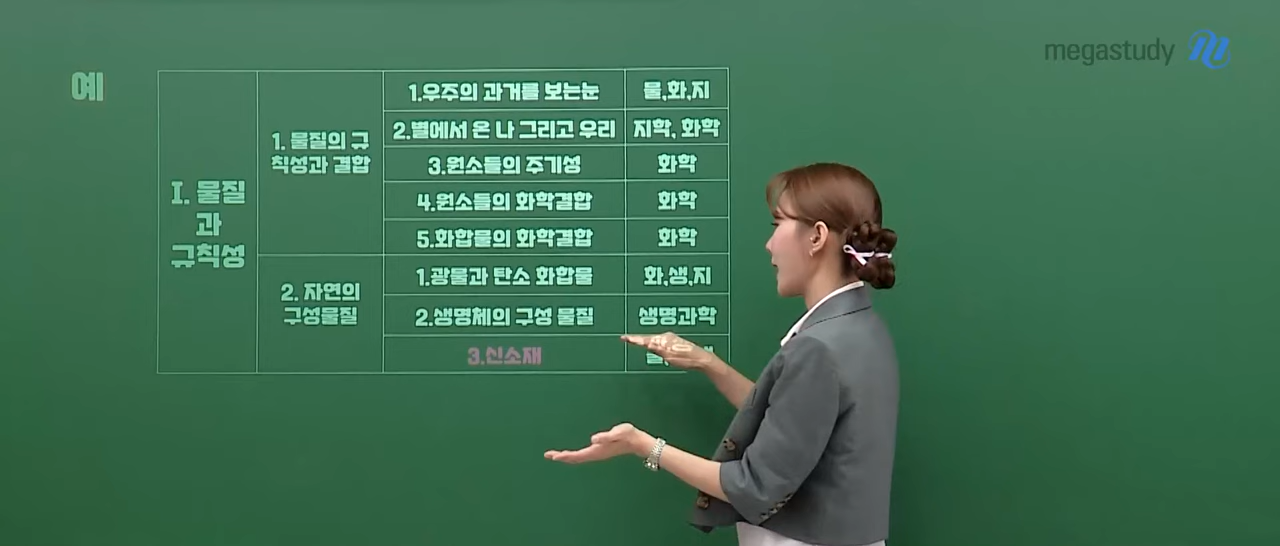 megastudy
예
I. 물질
과
규칙성
1. 물질의 규
칙성과 결합
1.우주의 과거를 보는눈
물,화,지
2.별에서 온 나 그리고 우리
지학, 화학
3.원소들의 주기성
화학
4.원소들의 화학결합
화학
5.화합물의 화학결합
화학
2. 자연의
구성물질
1.광물과 탄소 화합물
화,생,지
2.생명체의 구성 물질
생명과학
3.신소재